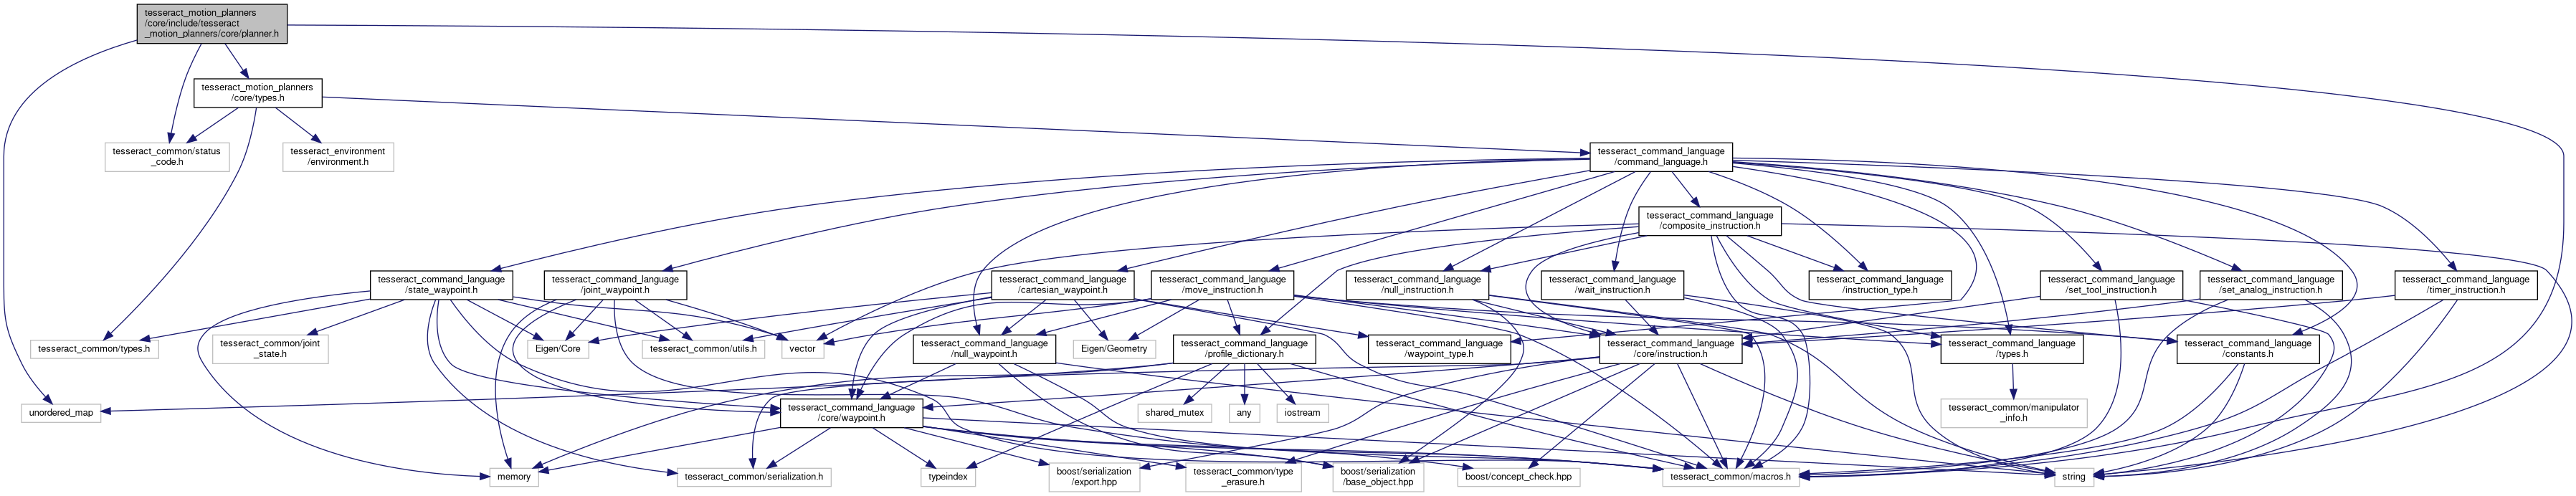 tesseract_motion_planners
/core/include/tesseract
_motion_planners/core/planner.h
tesseract_motion_planners
/core/types.h
tesseract_common/status
_code.h
tesseract_environment
/environment.h
tesseract_command_language
/command_language.h
tesseract_command_language
/composite_instruction.h
tesseract_command_language
/state_waypoint.h
tesseract_command_language
/joint_waypoint.h
tesseract_command_language
/cartesian_waypoint.h
tesseract_command_language
/move_instruction.h
tesseract_command_language
/null_instruction.h
tesseract_command_language
/wait_instruction.h
tesseract_command_language
/instruction_type.h
tesseract_command_language
/set_tool_instruction.h
tesseract_command_language
/set_analog_instruction.h
tesseract_command_language
/timer_instruction.h
tesseract_common/types.h
tesseract_common/joint
_state.h
Eigen/Core
tesseract_common/utils.h
vector
tesseract_command_language
/null_waypoint.h
Eigen/Geometry
tesseract_command_language
/profile_dictionary.h
tesseract_command_language
/waypoint_type.h
tesseract_command_language
/core/instruction.h
tesseract_command_language
/types.h
tesseract_command_language
/constants.h
unordered_map
tesseract_command_language
/core/waypoint.h
shared_mutex
any
iostream
tesseract_common/manipulator
_info.h
memory
tesseract_common/serialization.h
typeindex
boost/serialization
/export.hpp
tesseract_common/type
_erasure.h
boost/serialization
/base_object.hpp
boost/concept_check.hpp
tesseract_common/macros.h
string